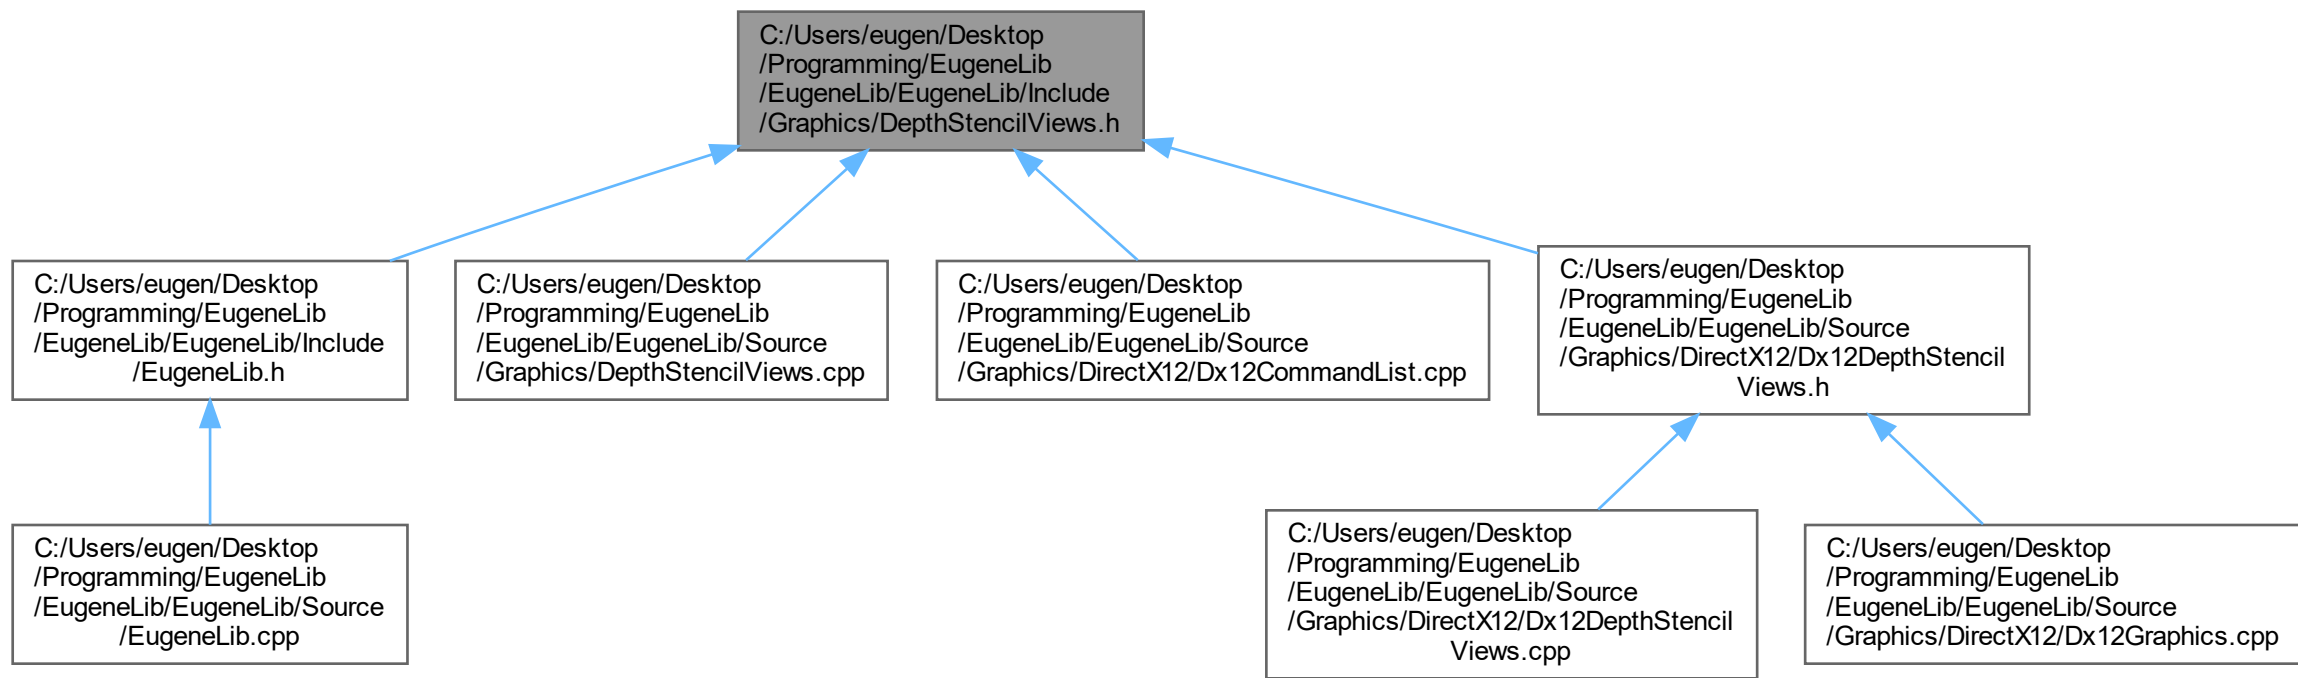 C:/Users/eugen/Desktop
/Programming/EugeneLib
/EugeneLib/EugeneLib/Include
/Graphics/DepthStencilViews.h
C:/Users/eugen/Desktop
/Programming/EugeneLib
/EugeneLib/EugeneLib/Include
/EugeneLib.h
C:/Users/eugen/Desktop
/Programming/EugeneLib
/EugeneLib/EugeneLib/Source
/Graphics/DepthStencilViews.cpp
C:/Users/eugen/Desktop
/Programming/EugeneLib
/EugeneLib/EugeneLib/Source
/Graphics/DirectX12/Dx12CommandList.cpp
C:/Users/eugen/Desktop
/Programming/EugeneLib
/EugeneLib/EugeneLib/Source
/Graphics/DirectX12/Dx12DepthStencil
Views.h
C:/Users/eugen/Desktop
/Programming/EugeneLib
/EugeneLib/EugeneLib/Source
/EugeneLib.cpp
C:/Users/eugen/Desktop
/Programming/EugeneLib
/EugeneLib/EugeneLib/Source
/Graphics/DirectX12/Dx12DepthStencil
Views.cpp
C:/Users/eugen/Desktop
/Programming/EugeneLib
/EugeneLib/EugeneLib/Source
/Graphics/DirectX12/Dx12Graphics.cpp